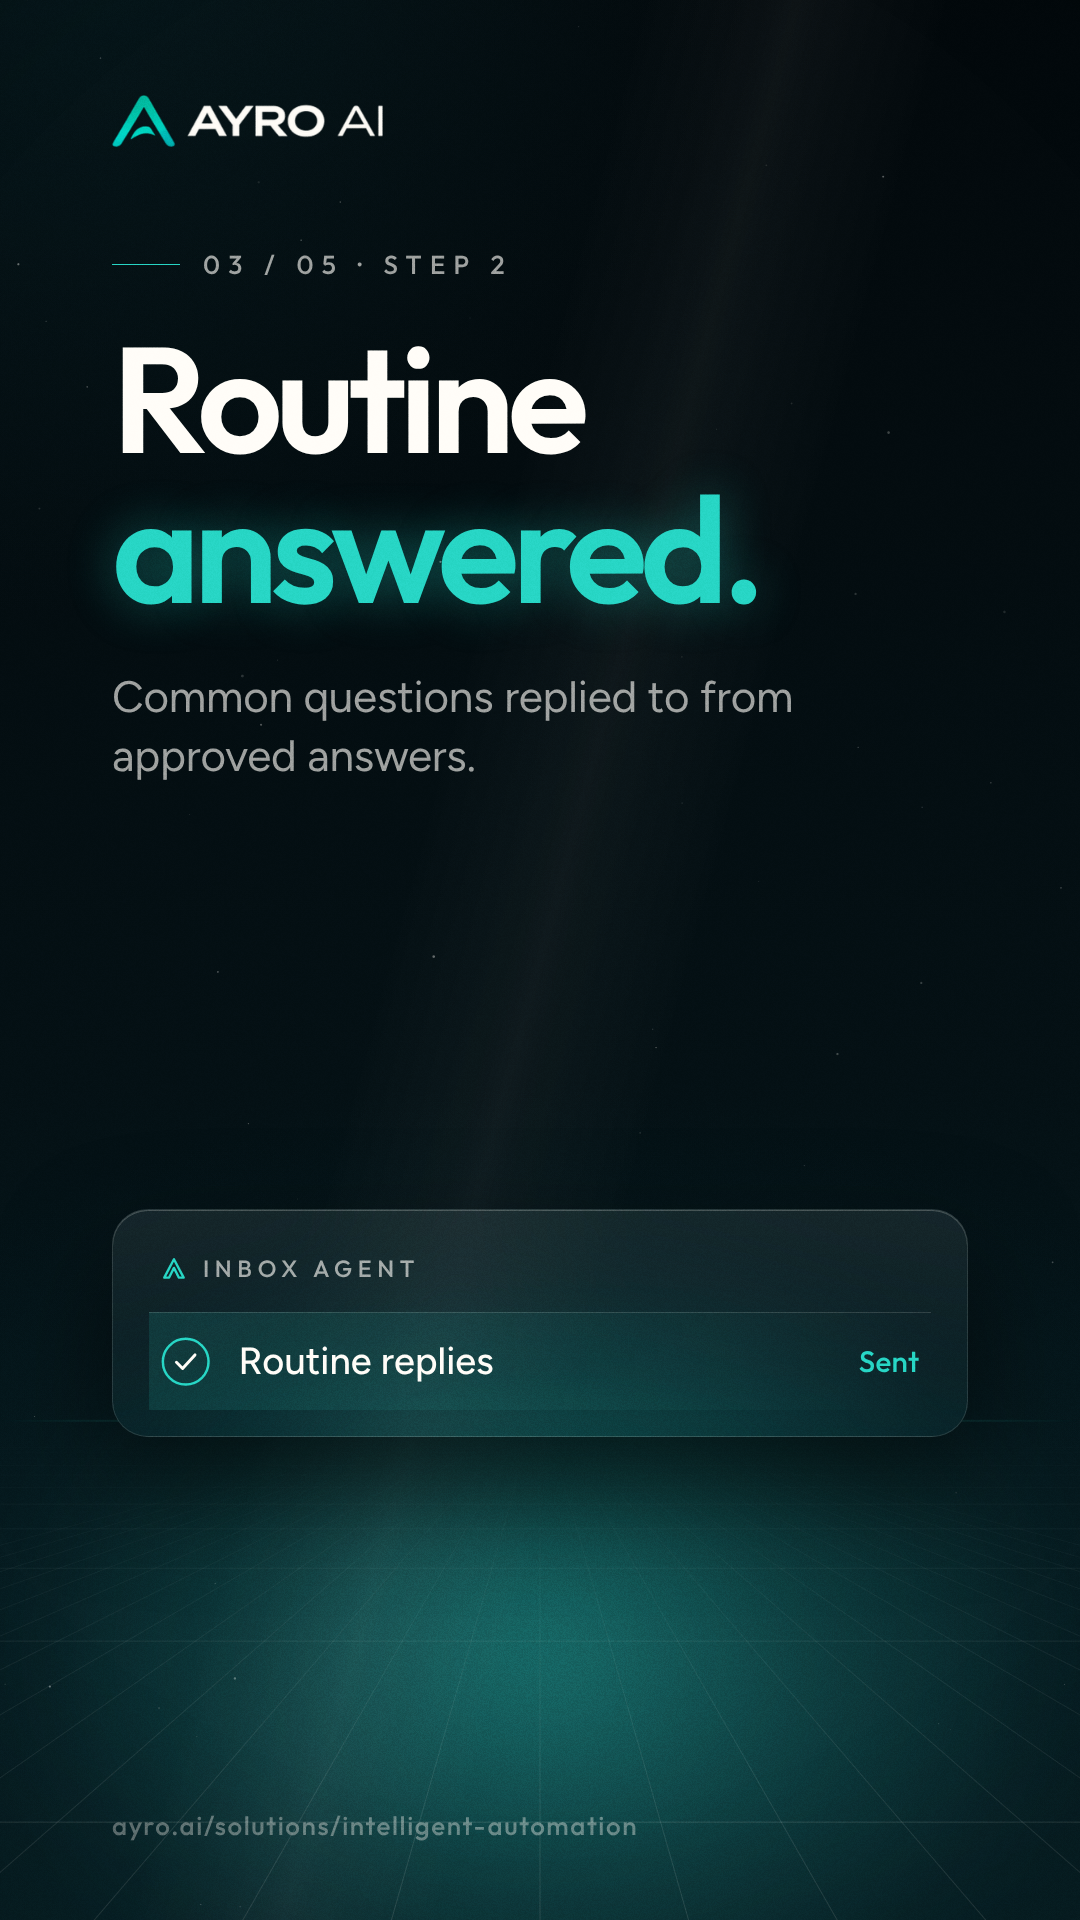 AYRO AI
03 / 05 · STEP 2
Routine
answered.
Common questions replied to from
approved answers.
INBOX AGENT
Routine replies
Sent
ayro.ai/solutions/intelligent-automation